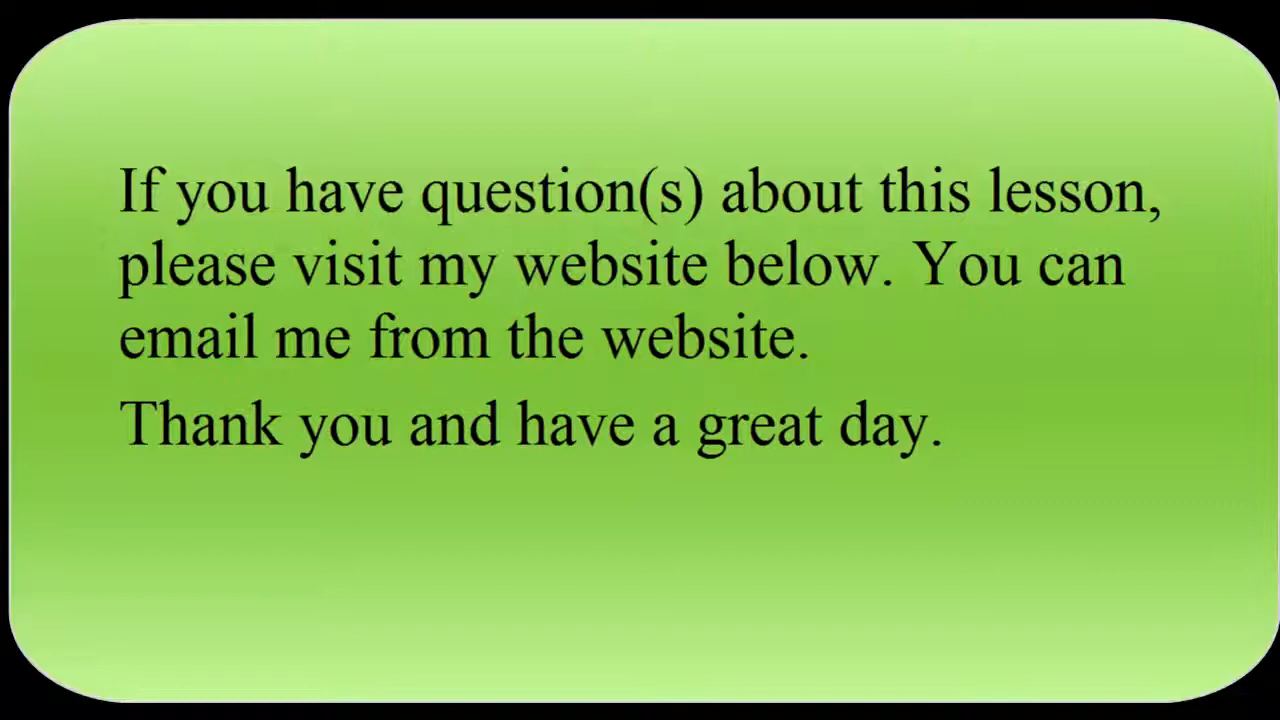 If you have question(s) about this lesson,
please visit my website below. You can
email me from the website.
Thank you and have a great day.